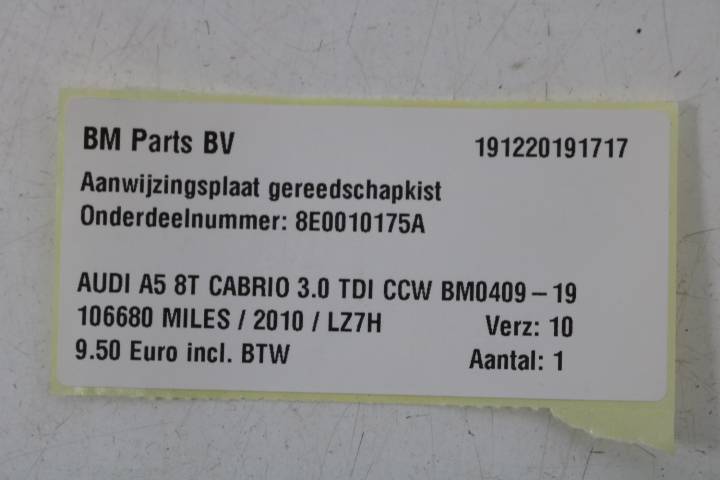 BM Parts BV 191220191717
Aanwijzingsplaat gereedschapkist
Onderdeelnummer: 8E0010175A
AUDI A5 8T CABRIO 3.0 TDI CCW BM0409-19
106680 MILES / 2010 / LZ7H Verz: 10
9.50 Euro incl. BTW Aantal: 1